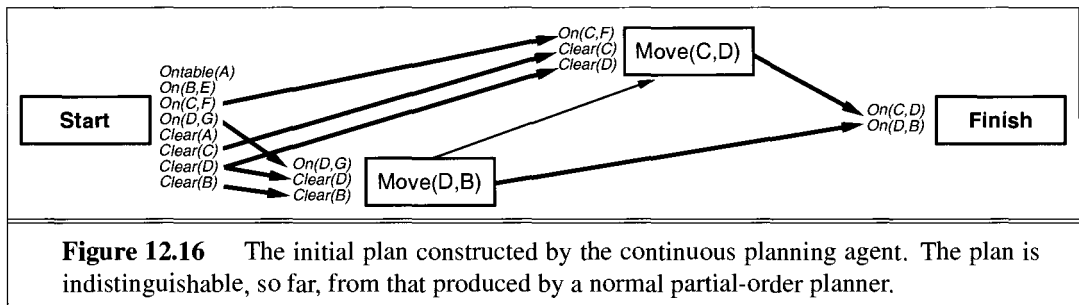 On(C,F)
Clear(C)
Clear(D)
Move(C,D)
Ontable(A)
On(B,E)
On(C,F)
On(D,G)
Clear(A)
Clear(C)
Clear(D)
Clear(B)
Start
On(D,G)
Clear(D)
Clear(B)
Move(D,B)
On(C,D)
On(D,B)
Finish
Figure 12.16 The initial plan constructed by the continuous planning agent. The plan is
indistinguishable, so far, from that produced by a normal partial-order planner.